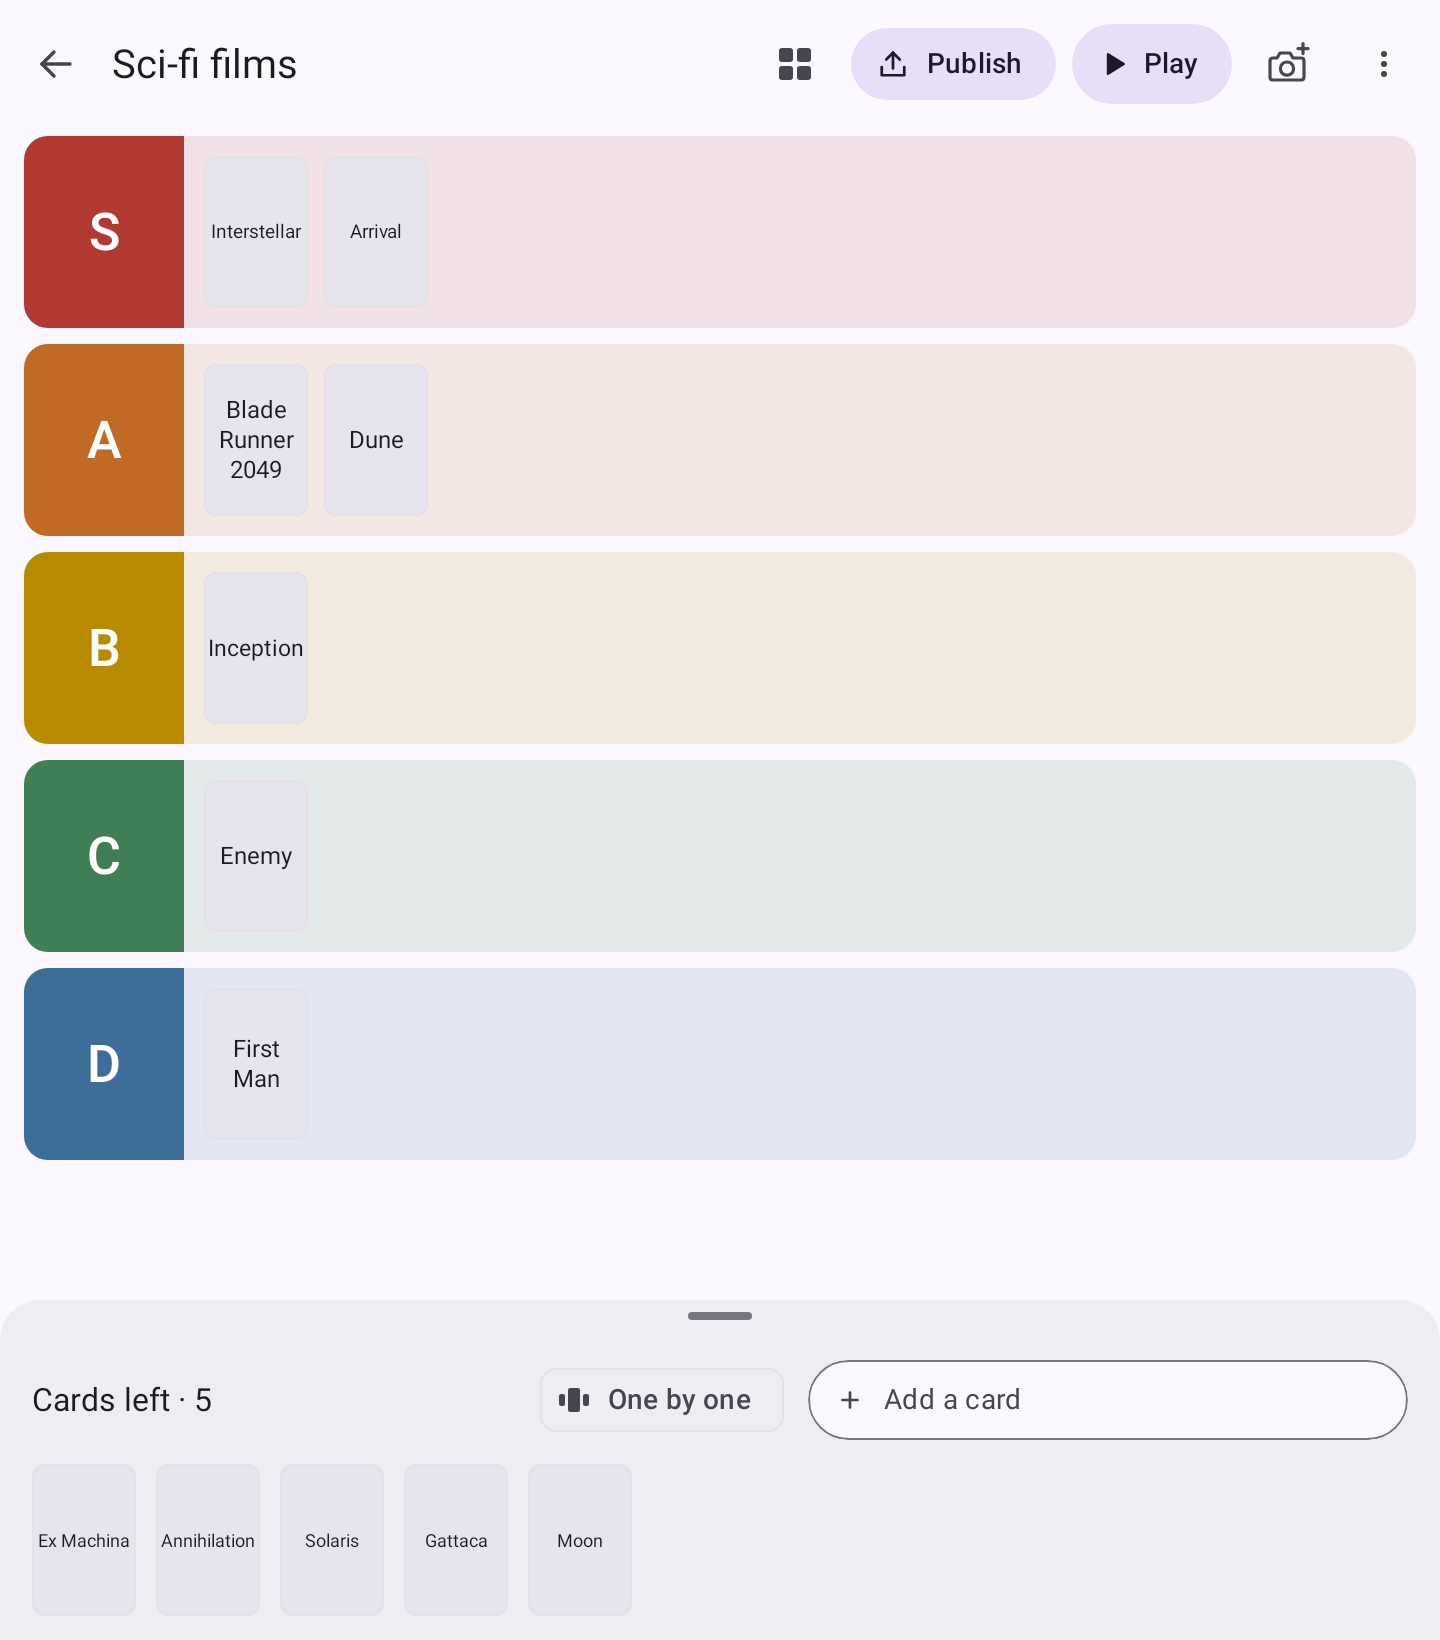 Sci-fi films
Publish
Play
S
Interstellar
Arrival
A
Blade
Runner
2049
Dune
B
Inception
C
Enemy
D
First
Man
Cards left · 5
One by one
Add a card
Ex Machina
Annihilation
Solaris
Gattaca
Moon